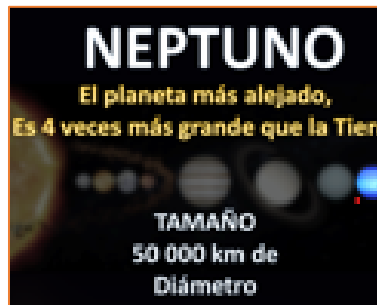 NEPTUNO
El planeta más alejado,
Es 4 veces más grande que la Tier
TAMAÑO
50 000 km de
Diámetro